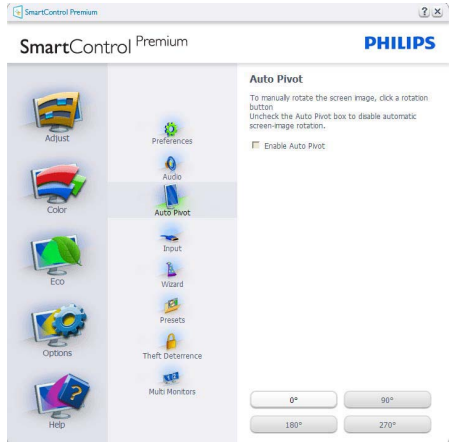 SmartControl Premium
SmartControl Premium
PHILIPS
Adjust
Color
Eco
Options
Help
Preferences
Audio
Auto Pivot
Input
Wizard
Presets
Theft Deterrence
Multi Monitors
Auto Pivot
To manually rotate the screen image, click a rotation
button
Uncheck the Auto Pivot box to disable automatic
screen-image rotation.
Enable Auto Pivot
0° 90°
180° 270°